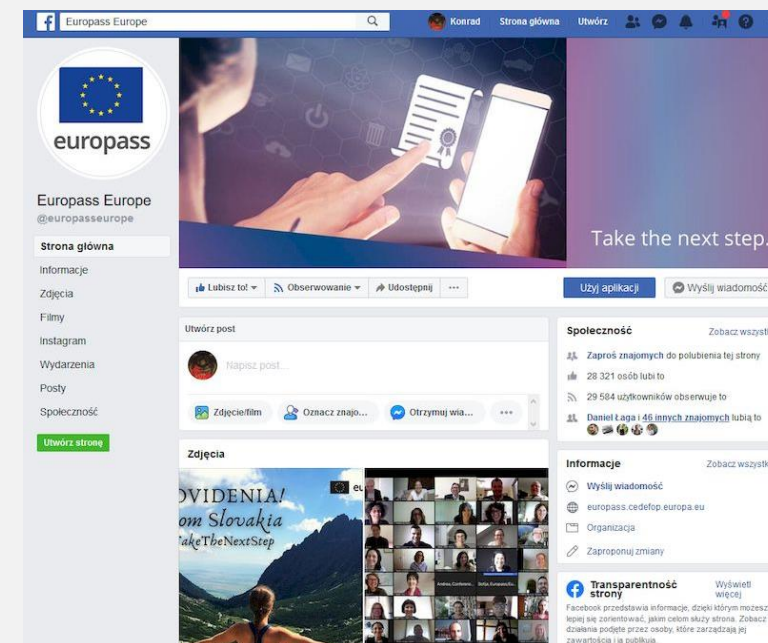 Europass Europe
Konrad
Strona główna
Utwórz
europass
Take the next step.
Europass Europe
@europasseurope
Strona główna
Informacje
Zdjęcia
Filmy
Instagram
Wydarzenia
Posty
Społeczność
Utwórz stronę
Lubisz to!
Obserwowanie
Udostępnij
Użyj aplikacji
Wyślij wiadomość
Utwórz post
Napisz post...
Zdjęcie/film
Oznacz znajo...
Otrzymuj wia...
Zdjęcia
OVIDENIA!
om Slovakia
akeTheNextStep
Społeczność
Zobacz wszystk
Zaproś znajomych do polubienia tej strony
28 321 osób lubi to
29 584 użytkowników obserwuje to
Daniel Łaga i 46 innych znajomych lubią to
Informacje
Zobacz wszystk
Wyślij wiadomość
europass.cedefop.europa.eu
Organizacja
Zaproponuj zmiany
Transparentność
strony
Wyświetl
więcej
Facebook przedstawia informacje, dzięki którym możesz
lepiej się zorientować, jakim celom służy strona. Zobacz
działania podjęte przez osoby, które zarządzają jej
zawartością i ją publikują.